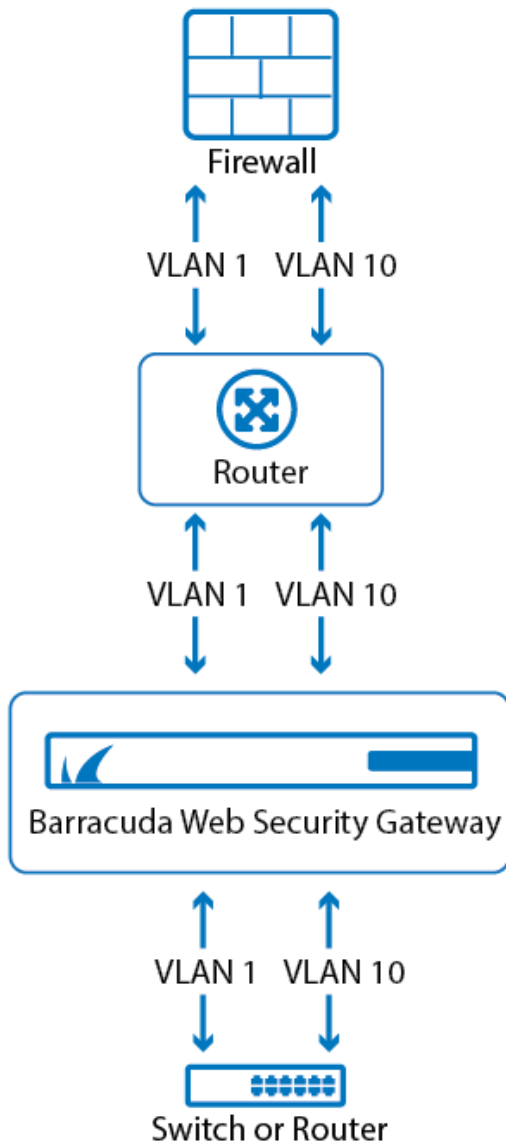 Firewall
VLAN 1 VLAN 10
Router
VLAN 1 VLAN 10
Barracuda Web Security Gateway
VLAN 1 VLAN 10
Switch or Router